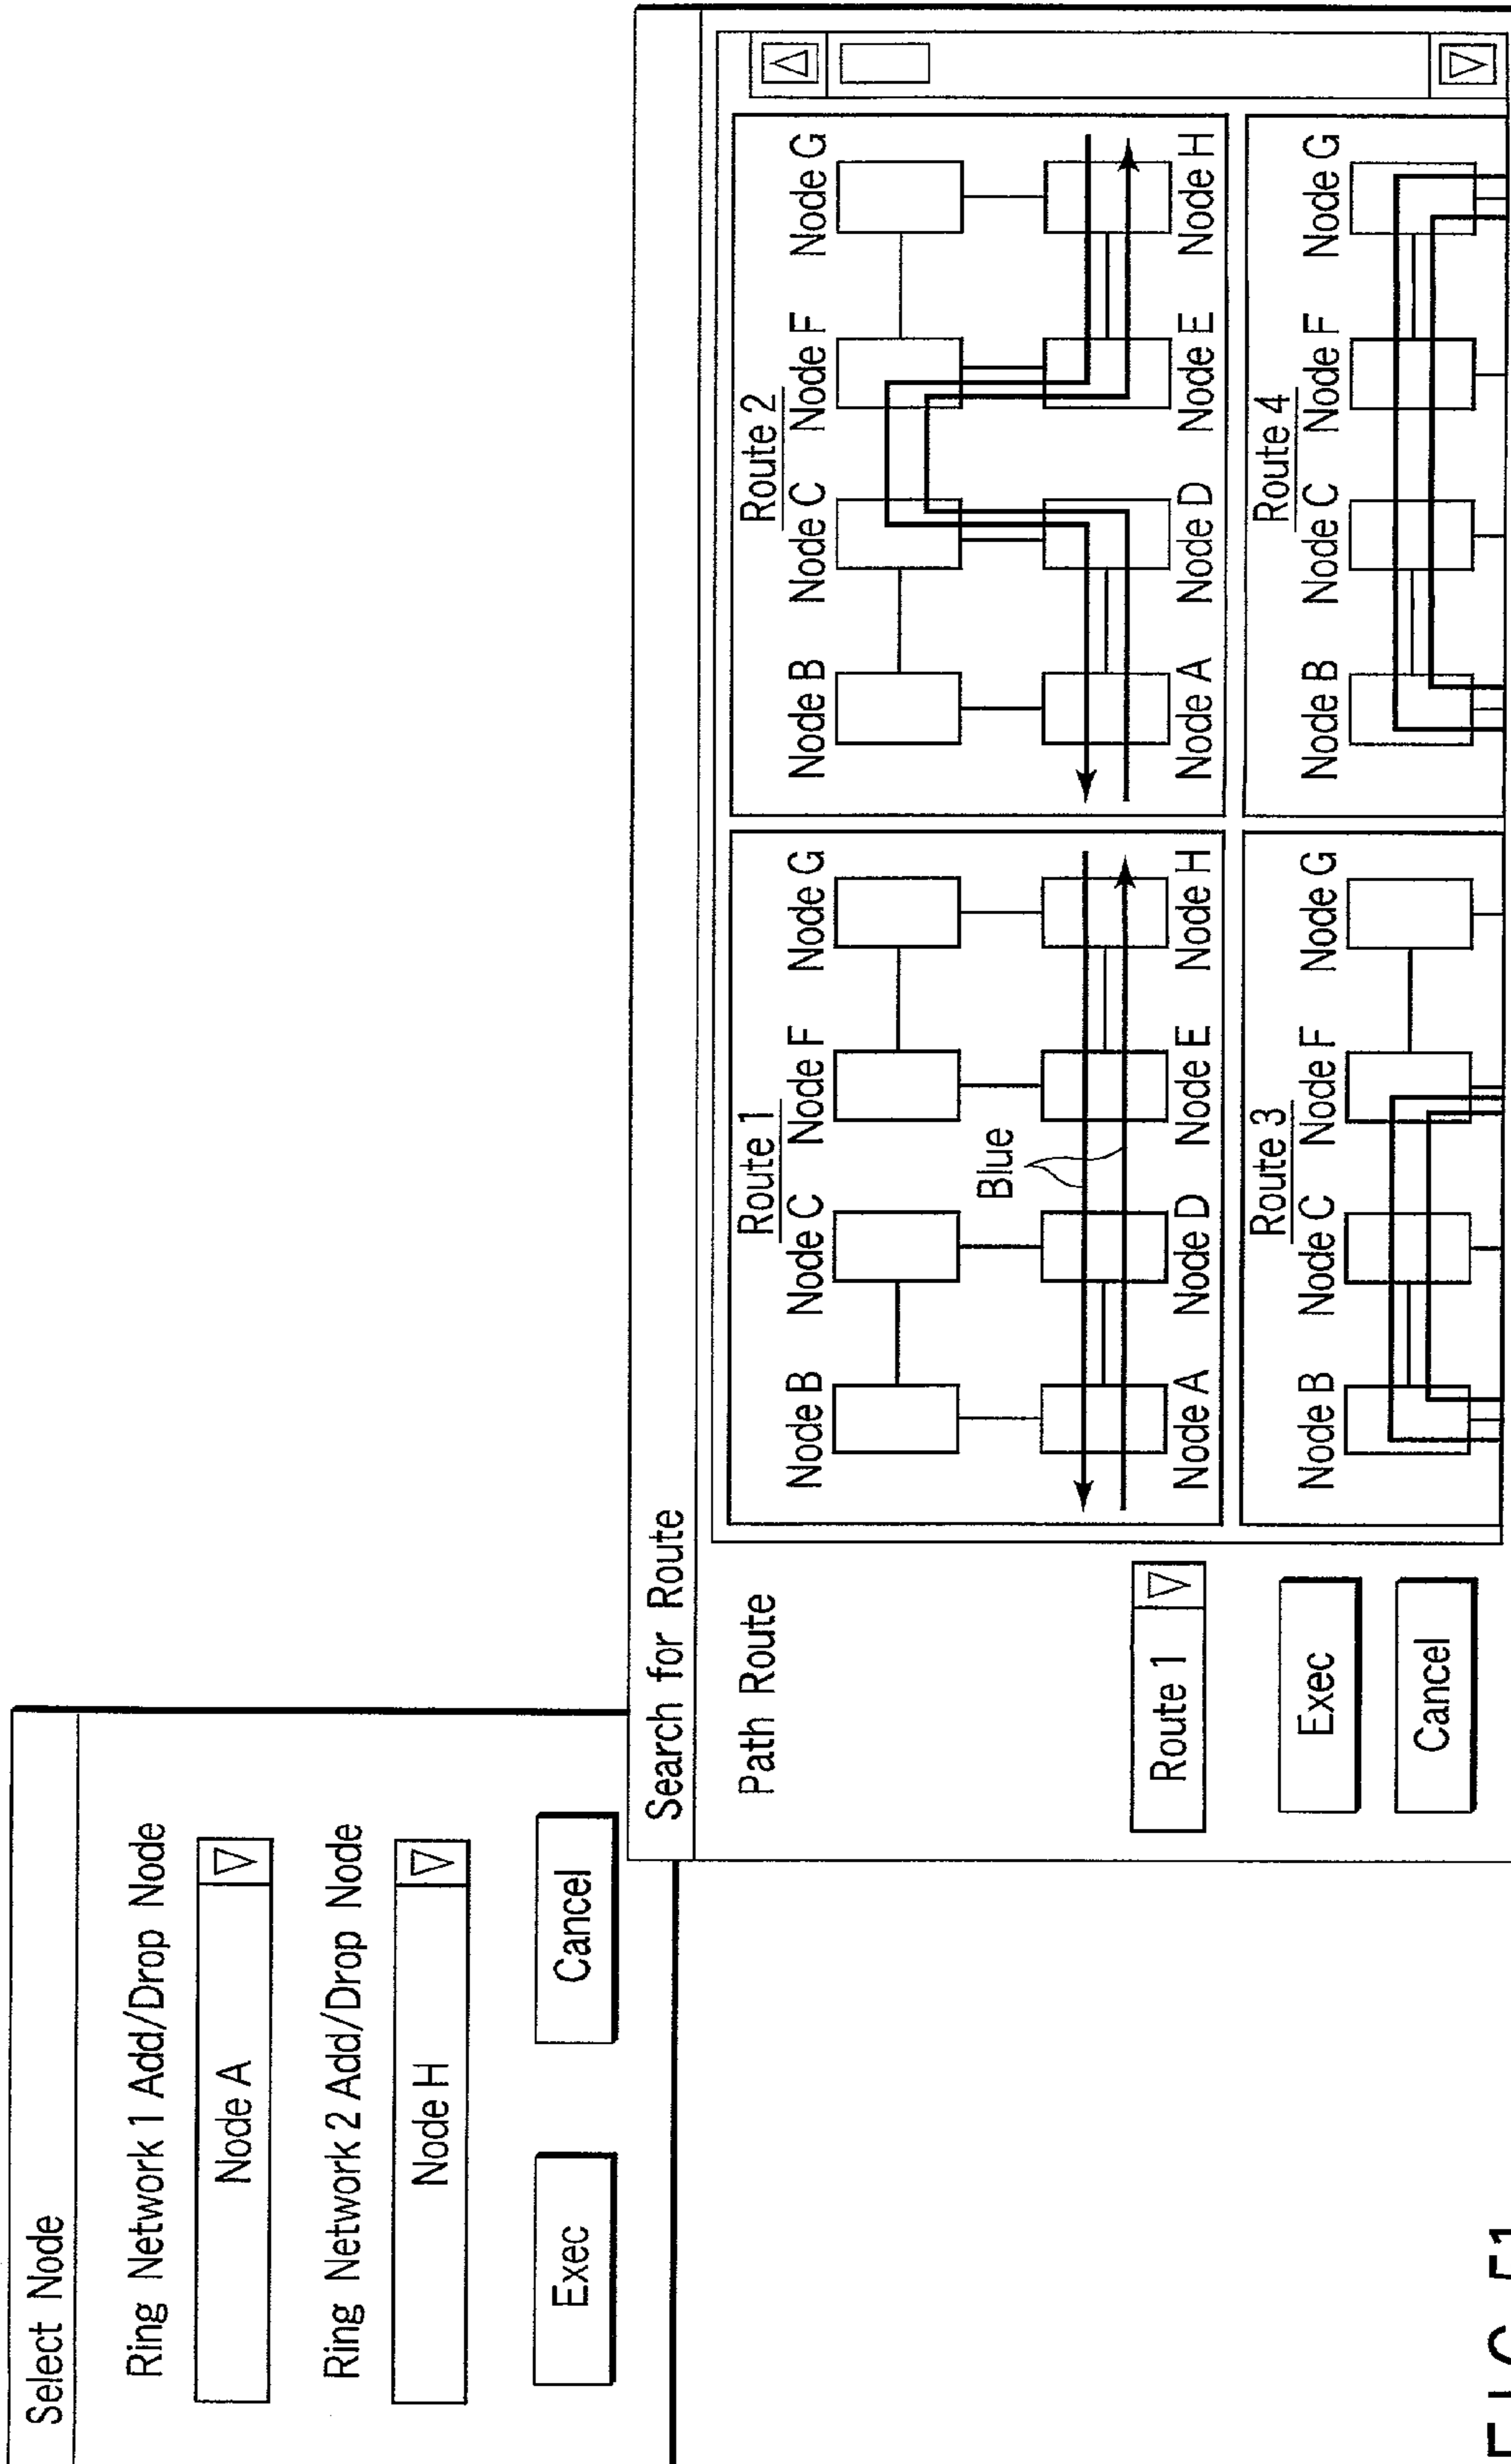 Select Node
Ring Network 1 Add/Drop Node
Node A
Ring Network 2 Add/Drop Node
Node H
Exec
Cancel
Search for Route
Path Route
Route 1
Exec
Cancel
Route 1
Node B Node C Node F Node G
Blue
Node A Node D Node E Node H
Route 2
Node B Node C Node F Node G
Node A Node D Node E Node H
Route 3
Node B Node C Node F Node G
Route 4
Node B Node C Node F Node G